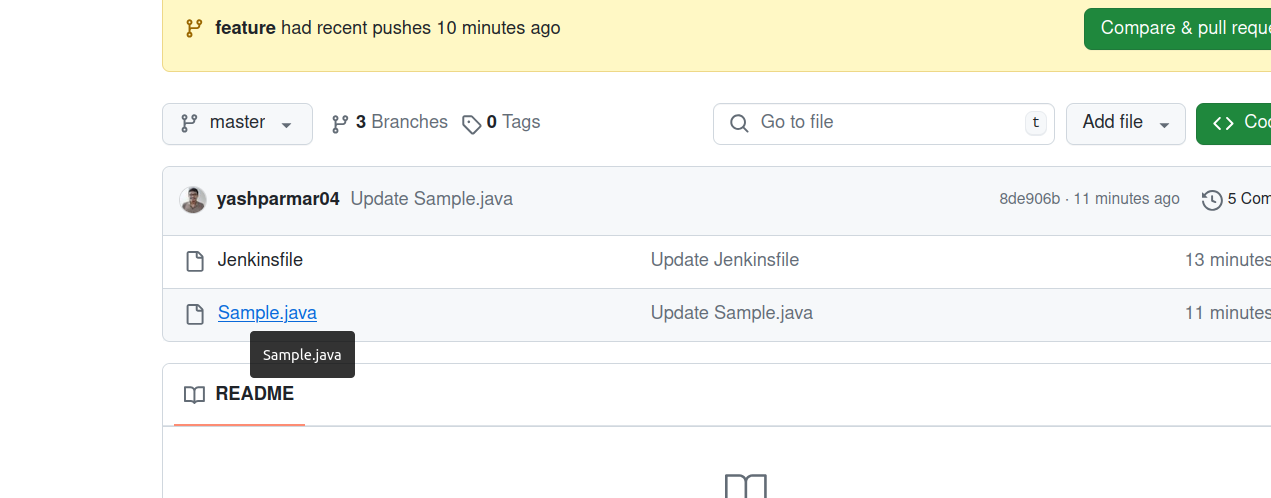 feature had recent pushes 10 minutes ago
Compare & pull reque
master 3 Branches 0 Tags Go to file t Add file Co
yashparmar04 Update Sample.java 8de906b · 11 minutes ago 5 Com
Jenkinsfile Update Jenkinsfile 13 minutes
Sample.java Update Sample.java 11 minutes
Sample.java
README